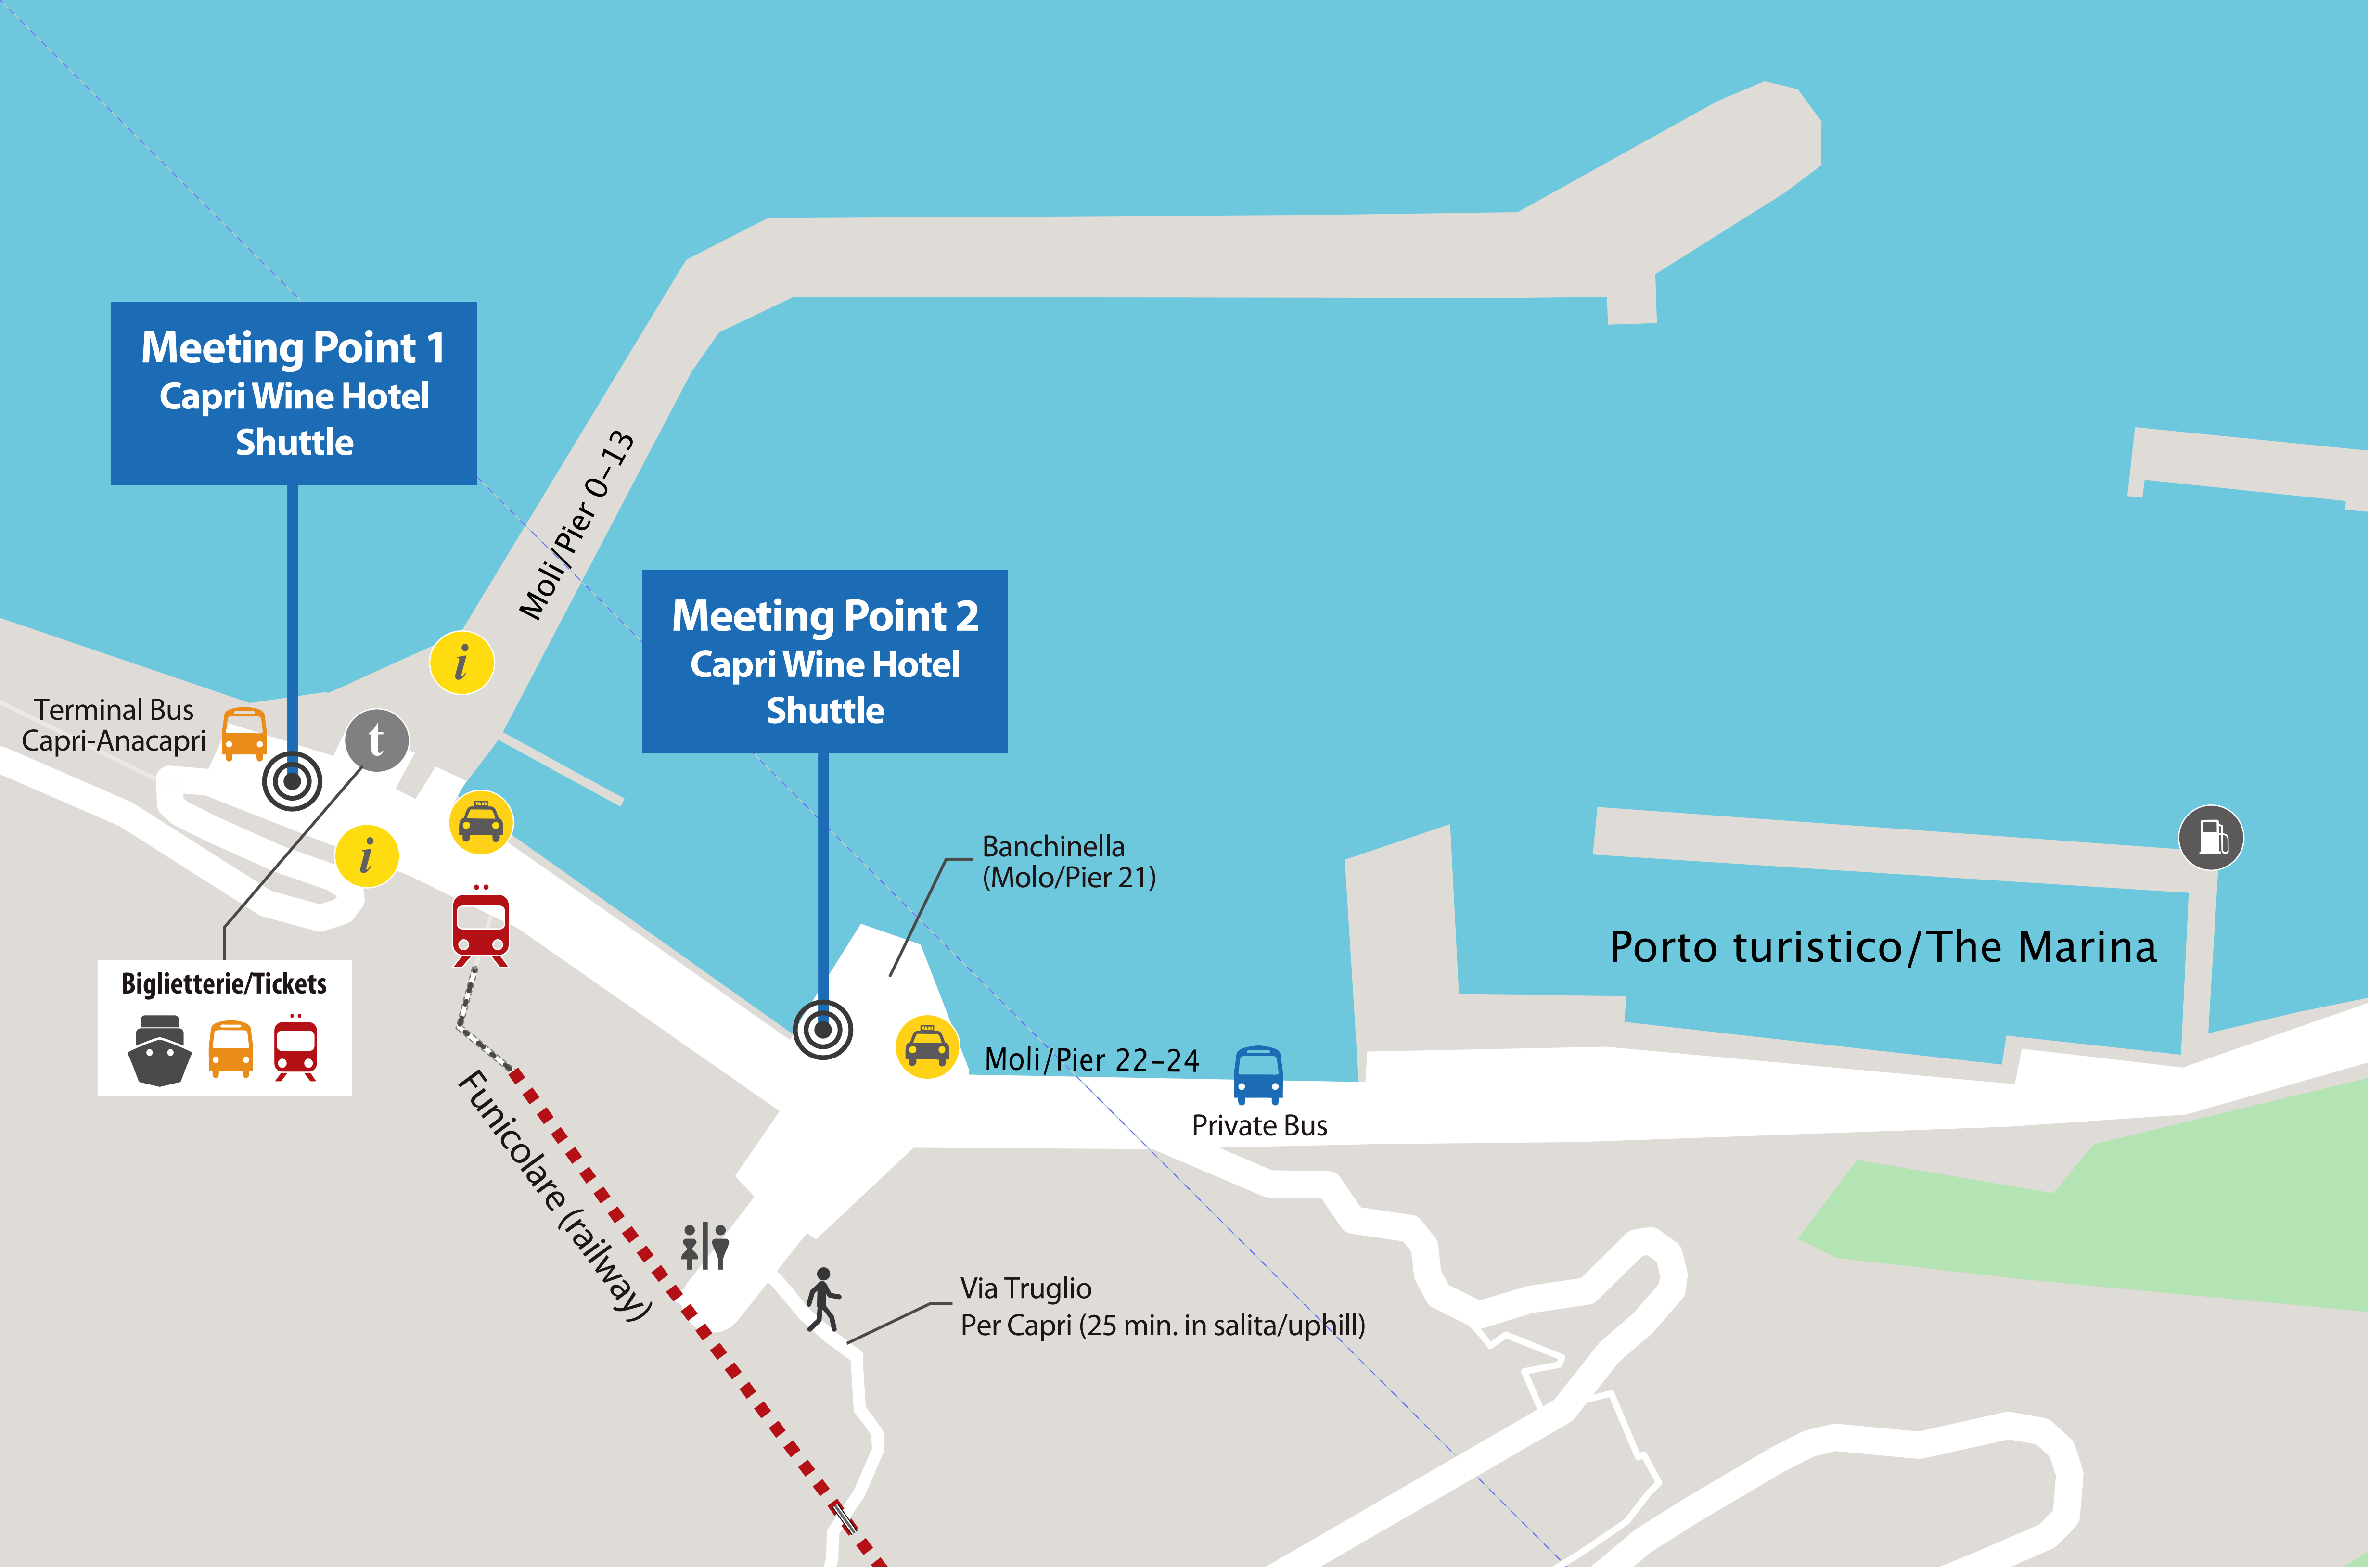 Meeting Point 1
Capri Wine Hotel
Shuttle
Moli/Pier 0-13
Meeting Point 2
Capri Wine Hotel
Shuttle
i
Terminal Bus
Capri-Anacapri
t
i
Banchinella
(Molo/Pier 21)
Porto turistico/The Marina
Biglietterie/Tickets
Moli/Pier 22-24
Private Bus
Funicolare (railway)
Via Truglio
Per Capri (25 min. in salita/uphill)